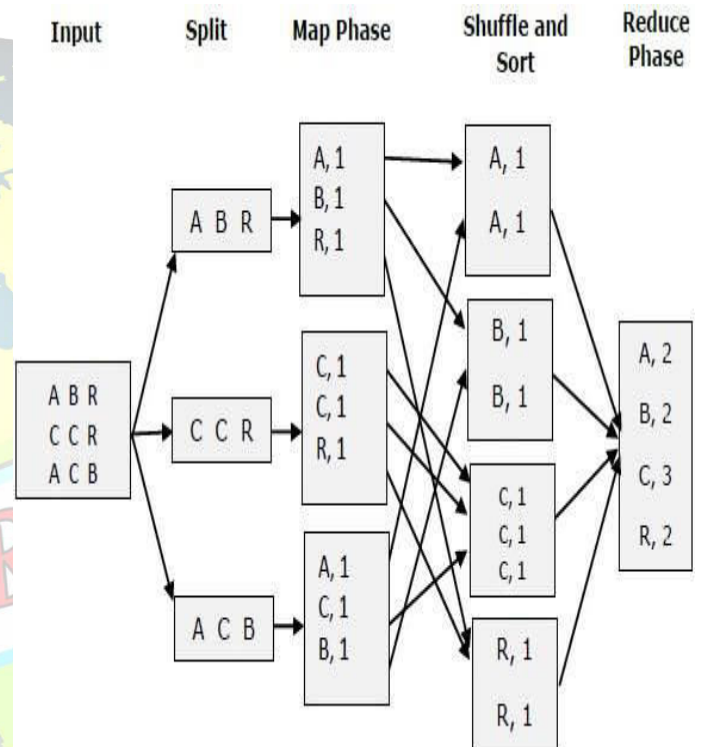 Input
Split
Map Phase
Shuffle and
Sort
Reduce
Phase
A B R
C C R
A C B
A B R
C C R
A C B
A, 1
B, 1
R, 1
C, 1
C, 1
R, 1
A, 1
C, 1
B, 1
A, 1
A, 1
B, 1
B, 1
C, 1
C, 1
C, 1
R, 1
R, 1
A, 2
B, 2
C, 3
R, 2